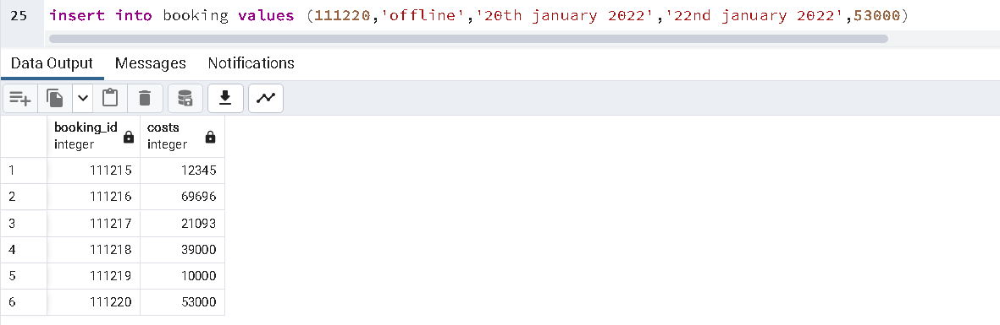 25 insert into booking values (111220,'offline','20th january 2022','22nd january 2022',53000)
Data Output Messages Notifications
booking_id costs
integer integer
1 111215 12345
2 111216 69696
3 111217 21093
4 111218 39000
5 111219 10000
6 111220 53000